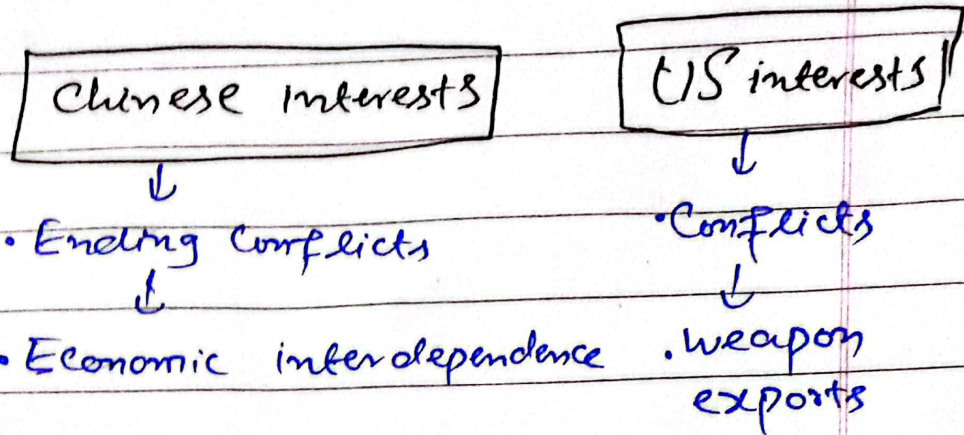 Chinese interests
US interests
↓
↓
• Ending Conflicts
• Conflicts
↓
↓
• Economic interdependence
• weapon
exports